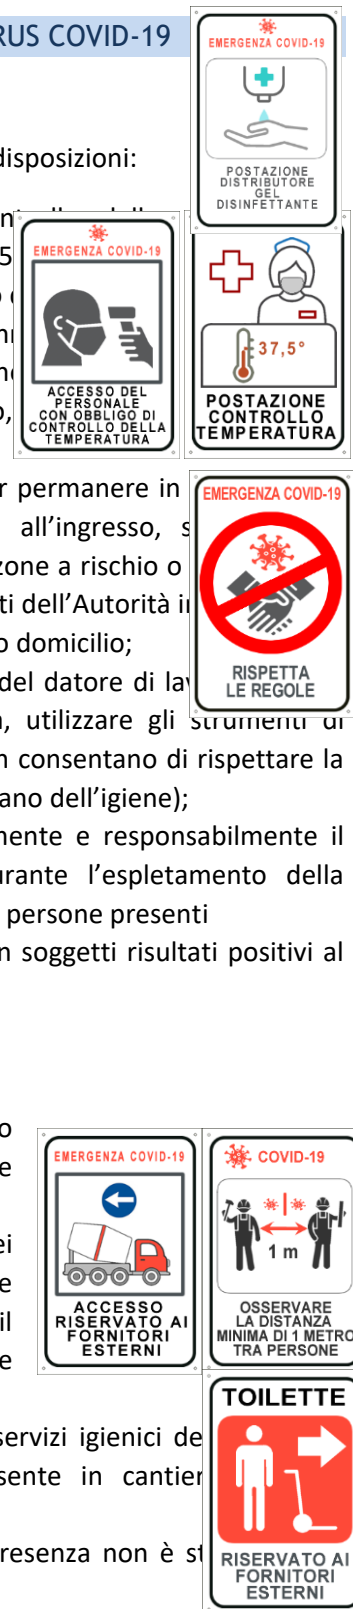 RUS COVID-19
EMERGENZA COVID-19
POSTAZIONE
DISTRIBUTORE
GEL
DISINFETTANTE
disposizioni:
5
EMERGENZA COVID-19
ACCESSO DEL
PERSONALE
CON OBBLIGO DI
CONTROLLO DELLA
TEMPERATURA
37,5°
POSTAZIONE
CONTROLLO
TEMPERATURA
o,
r permanere in
all’ingresso, s
zone a rischio o
ti dell’Autorità in
o domicilio;
del datore di lav
, utilizzare gli strumenti di
n consentano di rispettare la
ano dell’igiene);
mente e responsabilmente il
urante l’espletamento della
persone presenti
n soggetti risultati positivi al
EMERGENZA COVID-19
RISPETTA
LE REGOLE
o
e
ei
e
il
e
EMERGENZA COVID-19
ACCESSO
RISERVATO AI
FORNITORI
ESTERNI
COVID-19
1 m
OSSERVARE
LA DISTANZA
MINIMA DI 1 METRO
TRA PERSONE
servizi igienici de
sente in cantier
resenza non è st
TOILETTE
RISERVATO AI
FORNITORI
ESTERNI